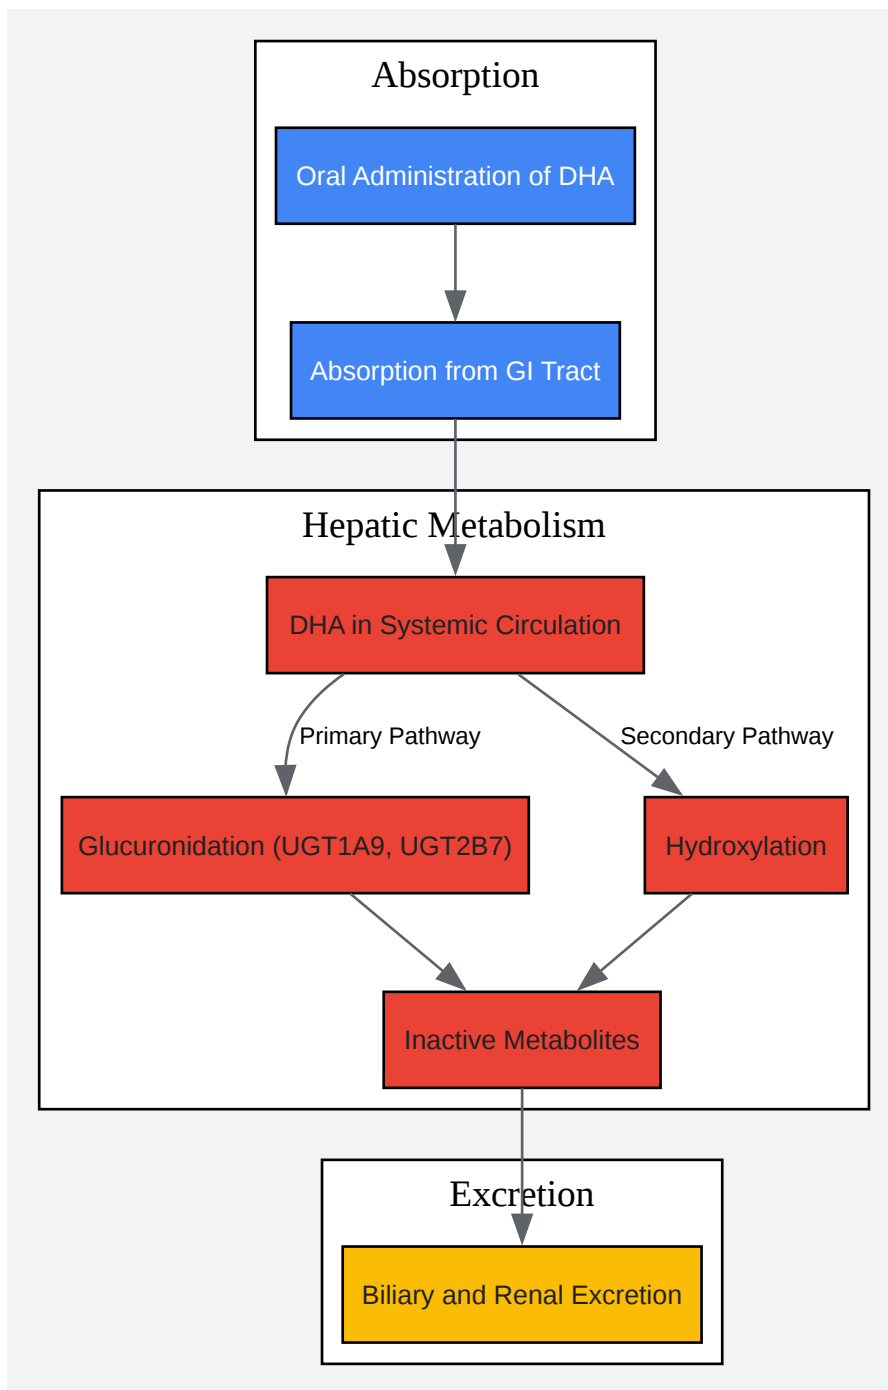 Absorption
Oral Administration of DHA
Absorption from GI Tract
Hepatic Metabolism
DHA in Systemic Circulation
Primary Pathway
Secondary Pathway
Glucuronidation (UGT1A9, UGT2B7)
Hydroxylation
Inactive Metabolites
Excretion
Biliary and Renal Excretion